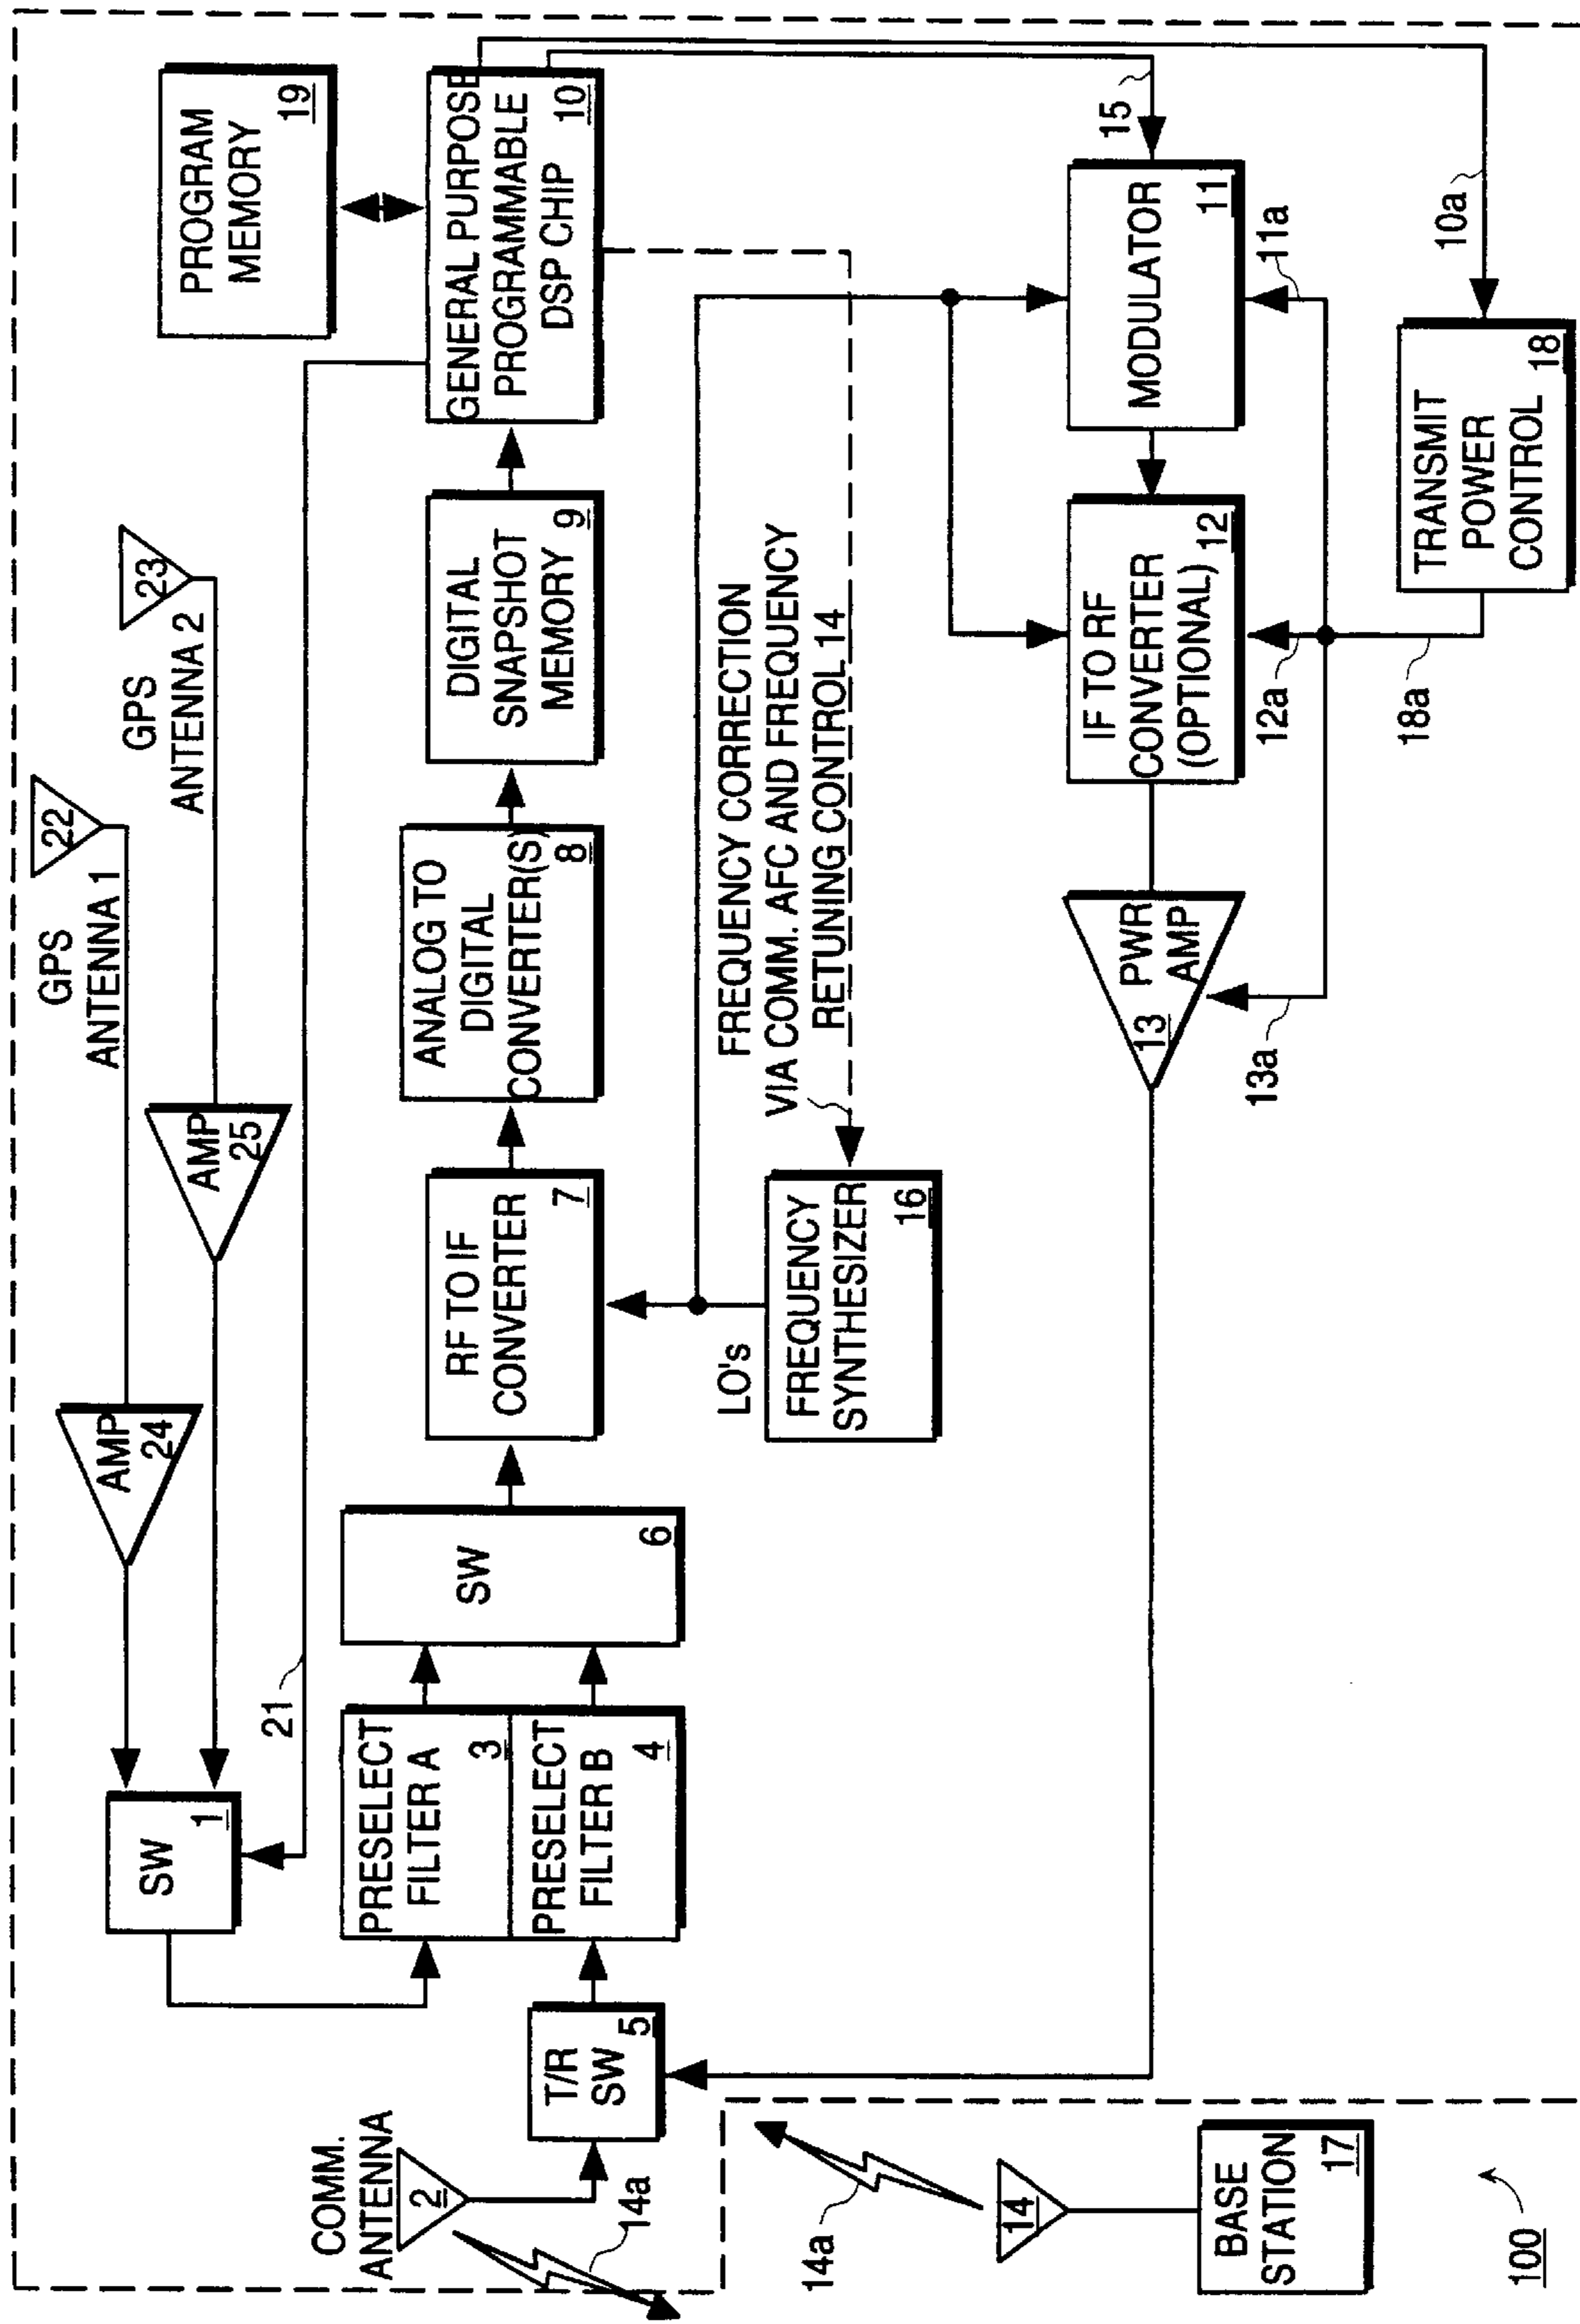 GPS
ANTENNA 1
22
GPS
ANTENNA 2
23
AMP
24
AMP
25
SW
1
21
PROGRAM
MEMORY
19
COMM.
ANTENNA
2
14a
T/R
SW
5
PRESELECT
FILTER A
3
PRESELECT
FILTER B
4
SW
6
RF TO IF
CONVERTER
7
ANALOG TO
DIGITAL
CONVERTER(S)
8
DIGITAL
SNAPSHOT
MEMORY
9
GENERAL PURPOSE
PROGRAMMABLE
DSP CHIP
10
LO's
FREQUENCY
SYNTHESIZER
16
FREQUENCY CORRECTION
VIA COMM. AFC AND FREQUENCY
RETUNING CONTROL 14
14a
14
BASE
STATION
17
100
PWR
AMP
13
13a
IF TO RF
CONVERTER
(OPTIONAL)
12
12a
MODULATOR
11
11a
15
18a
TRANSMIT
POWER
CONTROL
18
10a